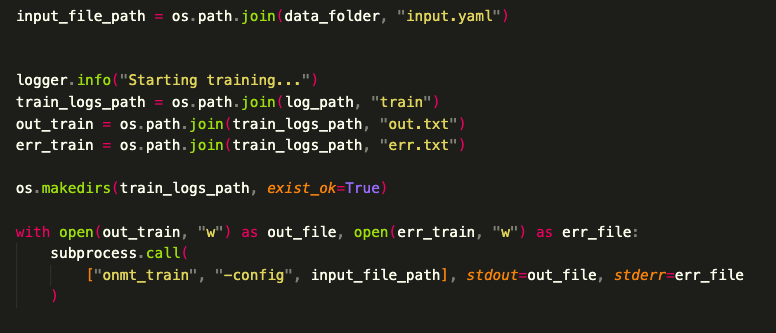 input_file_path = os.path.join(data_folder, "input.yaml")
logger.info("Starting training...")
train_logs_path = os.path.join(log_path, "train")
out_train = os.path.join(train_logs_path, "out.txt")
err_train = os.path.join(train_logs_path, "err.txt")
os.makedirs(train_logs_path, exist_ok=True)
with open(out_train, "w") as out_file, open(err_train, "w") as err_file:
    subprocess.call(
        ["onmt_train", "-config", input_file_path], stdout=out_file, stderr=err_file
    )